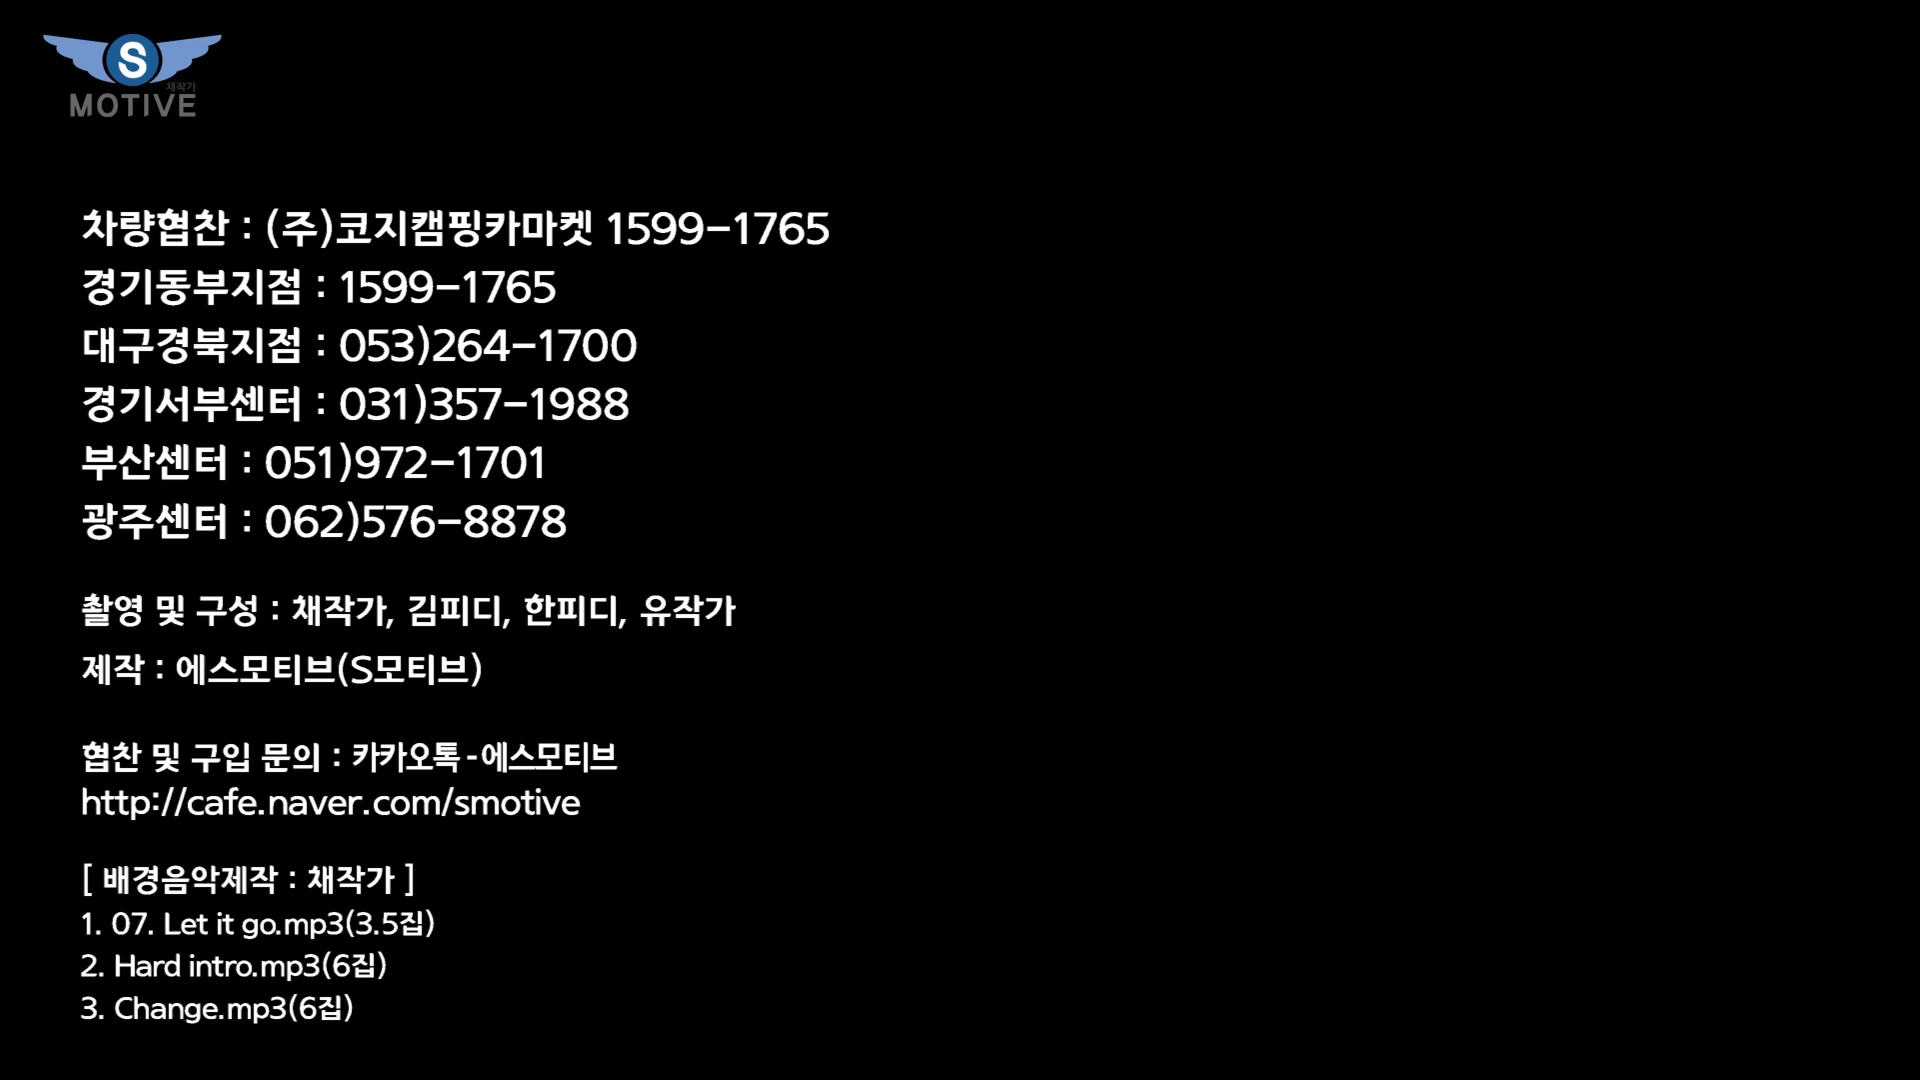 S
채작가
MOTIVE
차량협찬 : (주)코지캠핑카마켓 1599-1765
경기동부지점 : 1599-1765
대구경북지점 : 053)264-1700
경기서부센터 : 031)357-1988
부산센터 : 051)972-1701
광주센터 : 062)576-8878
촬영 및 구성 : 채작가, 김피디, 한피디, 유작가
제작 : 에스모티브(S모티브)
협찬 및 구입 문의 : 카카오톡-에스모티브
http://cafe.naver.com/smotive
[ 배경음악제작 : 채작가 ]
1. 07. Let it go.mp3(3.5집)
2. Hard intro.mp3(6집)
3. Change.mp3(6집)